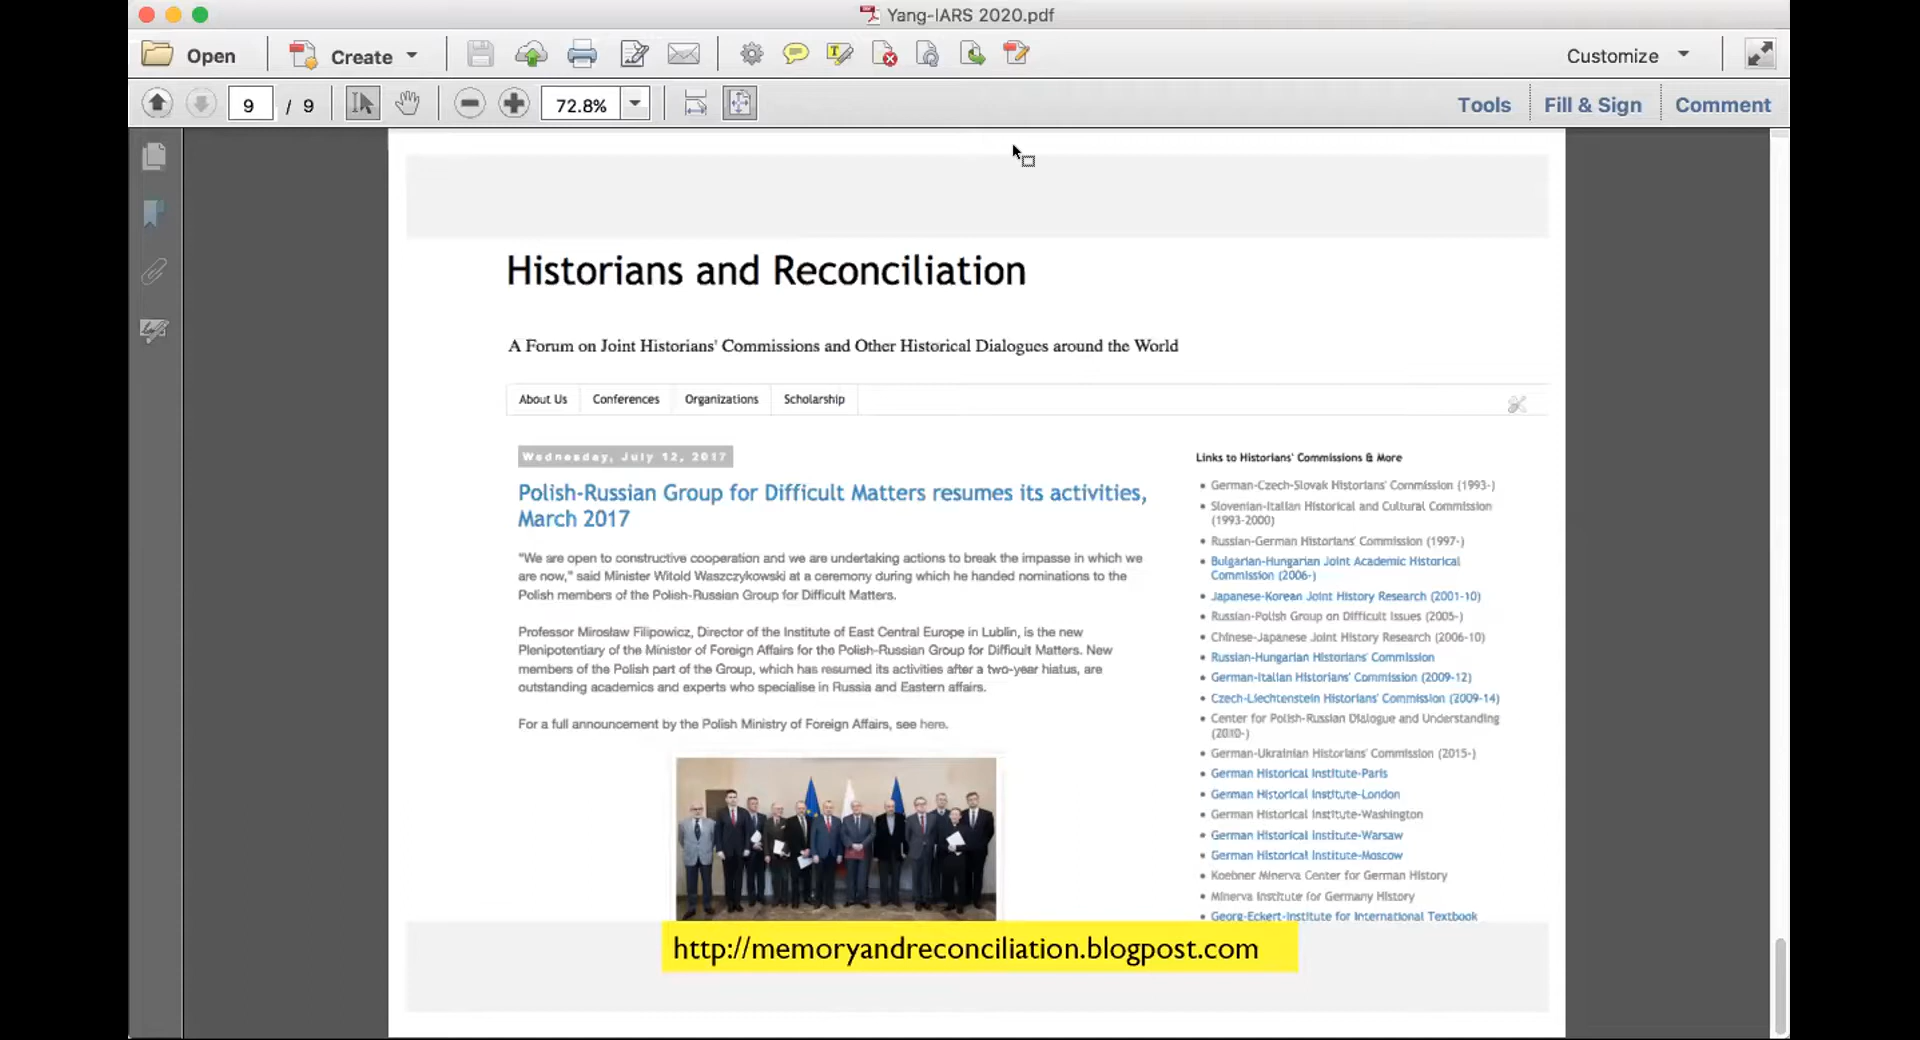 Yang-IARS 2020.pdf
Open
Create
Customize
9 / 9
72.8%
Tools
Fill & Sign
Comment
Historians and Reconciliation
A Forum on Joint Historians' Commissions and Other Historical Dialogues around the World
About Us
Conferences
Organizations
Scholarship
Wednesday, July 12, 2017
Polish-Russian Group for Difficult Matters resumes its activities,
March 2017
"We are open to constructive cooperation and we are undertaking actions to break the impasse in which we
are now," said Minister Witold Waszczykowski at a ceremony during which he handed nominations to the
Polish members of the Polish-Russian Group for Difficult Matters.
Professor Mirosław Filipowicz, Director of the Institute of East Central Europe in Lublin, is the new
Plenipotentiary of the Minister of Foreign Affairs for the Polish-Russian Group for Difficult Matters. New
members of the Polish part of the Group, which has resumed its activities after a two-year hiatus, are
outstanding academics and experts who specialise in Russia and Eastern affairs.
For a full announcement by the Polish Ministry of Foreign Affairs, see here.
Links to Historians' Commissions & More
German-Czech-Slovak Historians' Commission (1993-)
Slovenian-Italian Historical and Cultural Commission
(1993-2000)
Russian-German Historians' Commission (1997-)
Bulgarian-Hungarian Joint Academic Historical
Commission (2006-)
Japanese-Korean Joint History Research (2001-10)
Russian-Polish Group on Difficult Issues (2005-)
Chinese-Japanese Joint History Research (2006-10)
Russian-Hungarian Historians' Commission
German-Italian Historians' Commission (2009-12)
Czech-Liechtenstein Historians' Commission (2009-14)
Center for Polish-Russian Dialogue and Understanding
(2010-)
German-Ukrainian Historians' Commission (2015-)
German Historical Institute-Paris
German Historical Institute-London
German Historical Institute-Washington
German Historical Institute-Warsaw
German Historical Institute-Moscow
Koebner Minerva Center for German History
Minerva Institute for Germany History
Georg-Eckert-Institute for International Textbook
http://memoryandreconciliation.blogpost.com